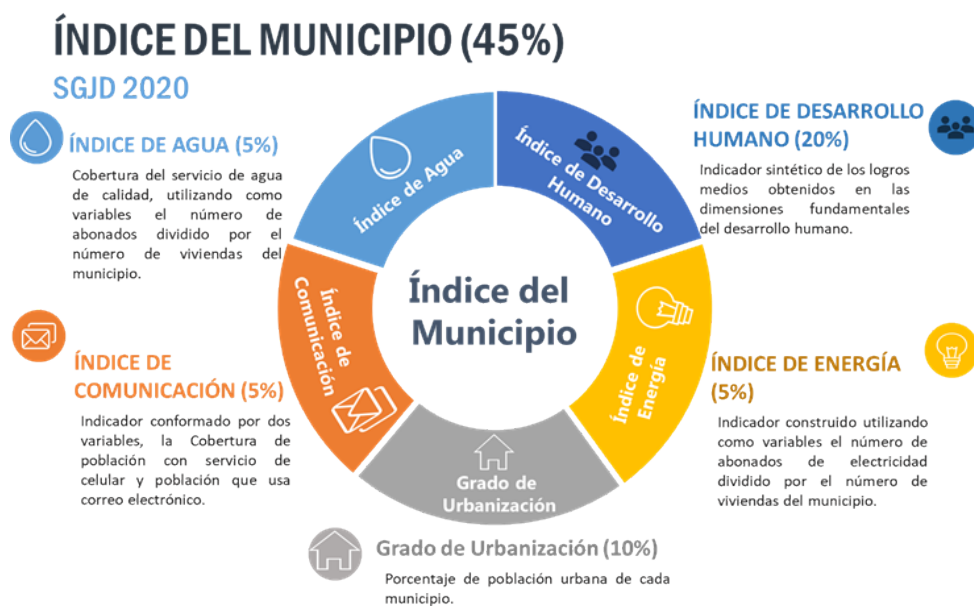 ÍNDICE DEL MUNICIPIO (45%)
SGJD 2020
ÍNDICE DE AGUA (5%)
Cobertura del servicio de agua
de calidad, utilizando como
variables el número de
abonados dividido por el
número de viviendas del
municipio.
ÍNDICE DE
COMUNICACIÓN (5%)
Indicador conformado por dos
variables, la Cobertura de
población con servicio de
celular y población que usa
correo electrónico.
Índice de Agua
Índice de Desarrollo
Humano
Índice de
Comunicación
Índice del
Municipio
Índice de
Energía
Grado de
Urbanización
ÍNDICE DE DESARROLLO
HUMANO (20%)
Indicador sintético de los logros
medios obtenidos en las
dimensiones fundamentales
del desarrollo humano.
ÍNDICE DE ENERGÍA
(5%)
Indicador construido utilizando
como variables el número de
abonados de electricidad
dividido por el número de
viviendas del municipio.
Grado de Urbanización (10%)
Porcentaje de población urbana de cada
municipio.